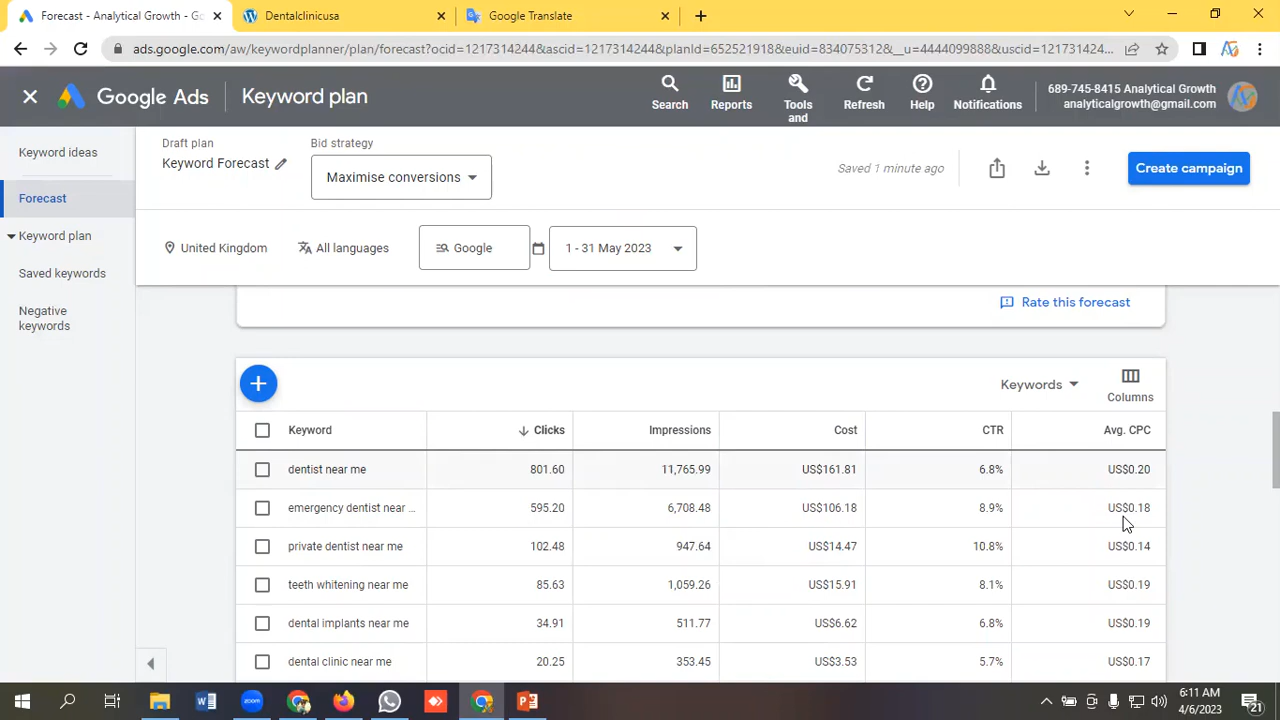 Forecast - Analytical Growth - Go
Dentalclinicusa
Google Translate
ads.google.com/aw/keywordplanner/plan/forecast?ocid=1217314244&ascid=1217314244&planId=652521918&euid=834075312&__u=4444099888&uscid=121731424...
Google Ads
Keyword plan
Search
Reports
Tools and
Refresh
Help
Notifications
689-745-8415 Analytical Growth
analyticalgrowth@gmail.com
Keyword ideas
Forecast
Keyword plan
Saved keywords
Negative keywords
Draft plan
Keyword Forecast
Bid strategy
Maximise conversions
Saved 1 minute ago
Create campaign
United Kingdom
All languages
Google
1 - 31 May 2023
Rate this forecast
Keywords
Columns
Keyword Clicks Impressions Cost CTR Avg. CPC
dentist near me 801.60 11,765.99 US$161.81 6.8% US$0.20
emergency dentist near ... 595.20 6,708.48 US$106.18 8.9% US$0.18
private dentist near me 102.48 947.64 US$14.47 10.8% US$0.14
teeth whitening near me 85.63 1,059.26 US$15.91 8.1% US$0.19
dental implants near me 34.91 511.77 US$6.62 6.8% US$0.19
dental clinic near me 20.25 353.45 US$3.53 5.7% US$0.17
zoom
6:11 AM
4/6/2023
21